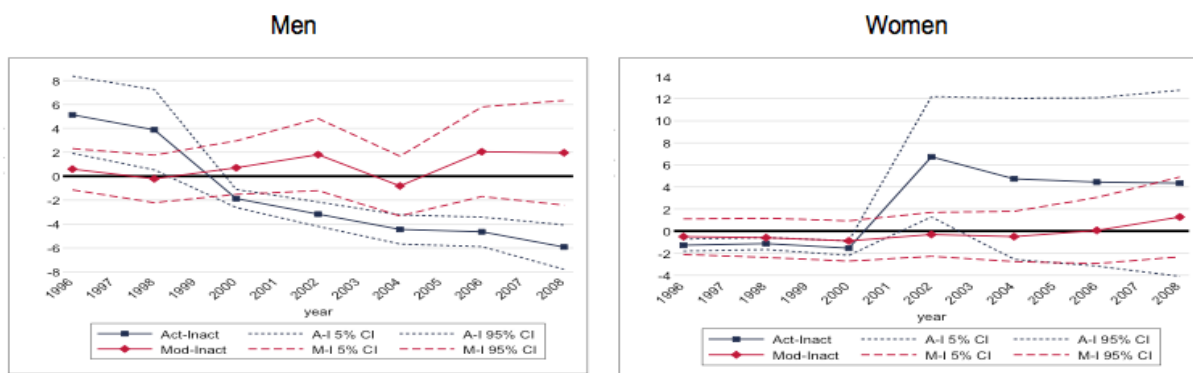 Men
8
6
4
2
0
-2
-4
-6
-8
1996 1997 1998 1999 2000 2001 2002 2003 2004 2005 2006 2007 2008
year
Act-Inact A-I 5% CI A-I 95% CI
Mod-Inact M-I 5% CI M-I 95% CI
Women
14
12
10
8
6
4
2
0
-2
-4
1996 1997 1998 1999 2000 2001 2002 2003 2004 2005 2006 2007 2008
year
Act-Inact A-I 5% CI A-I 95% CI
Mod-Inact M-I 5% CI M-I 95% CI